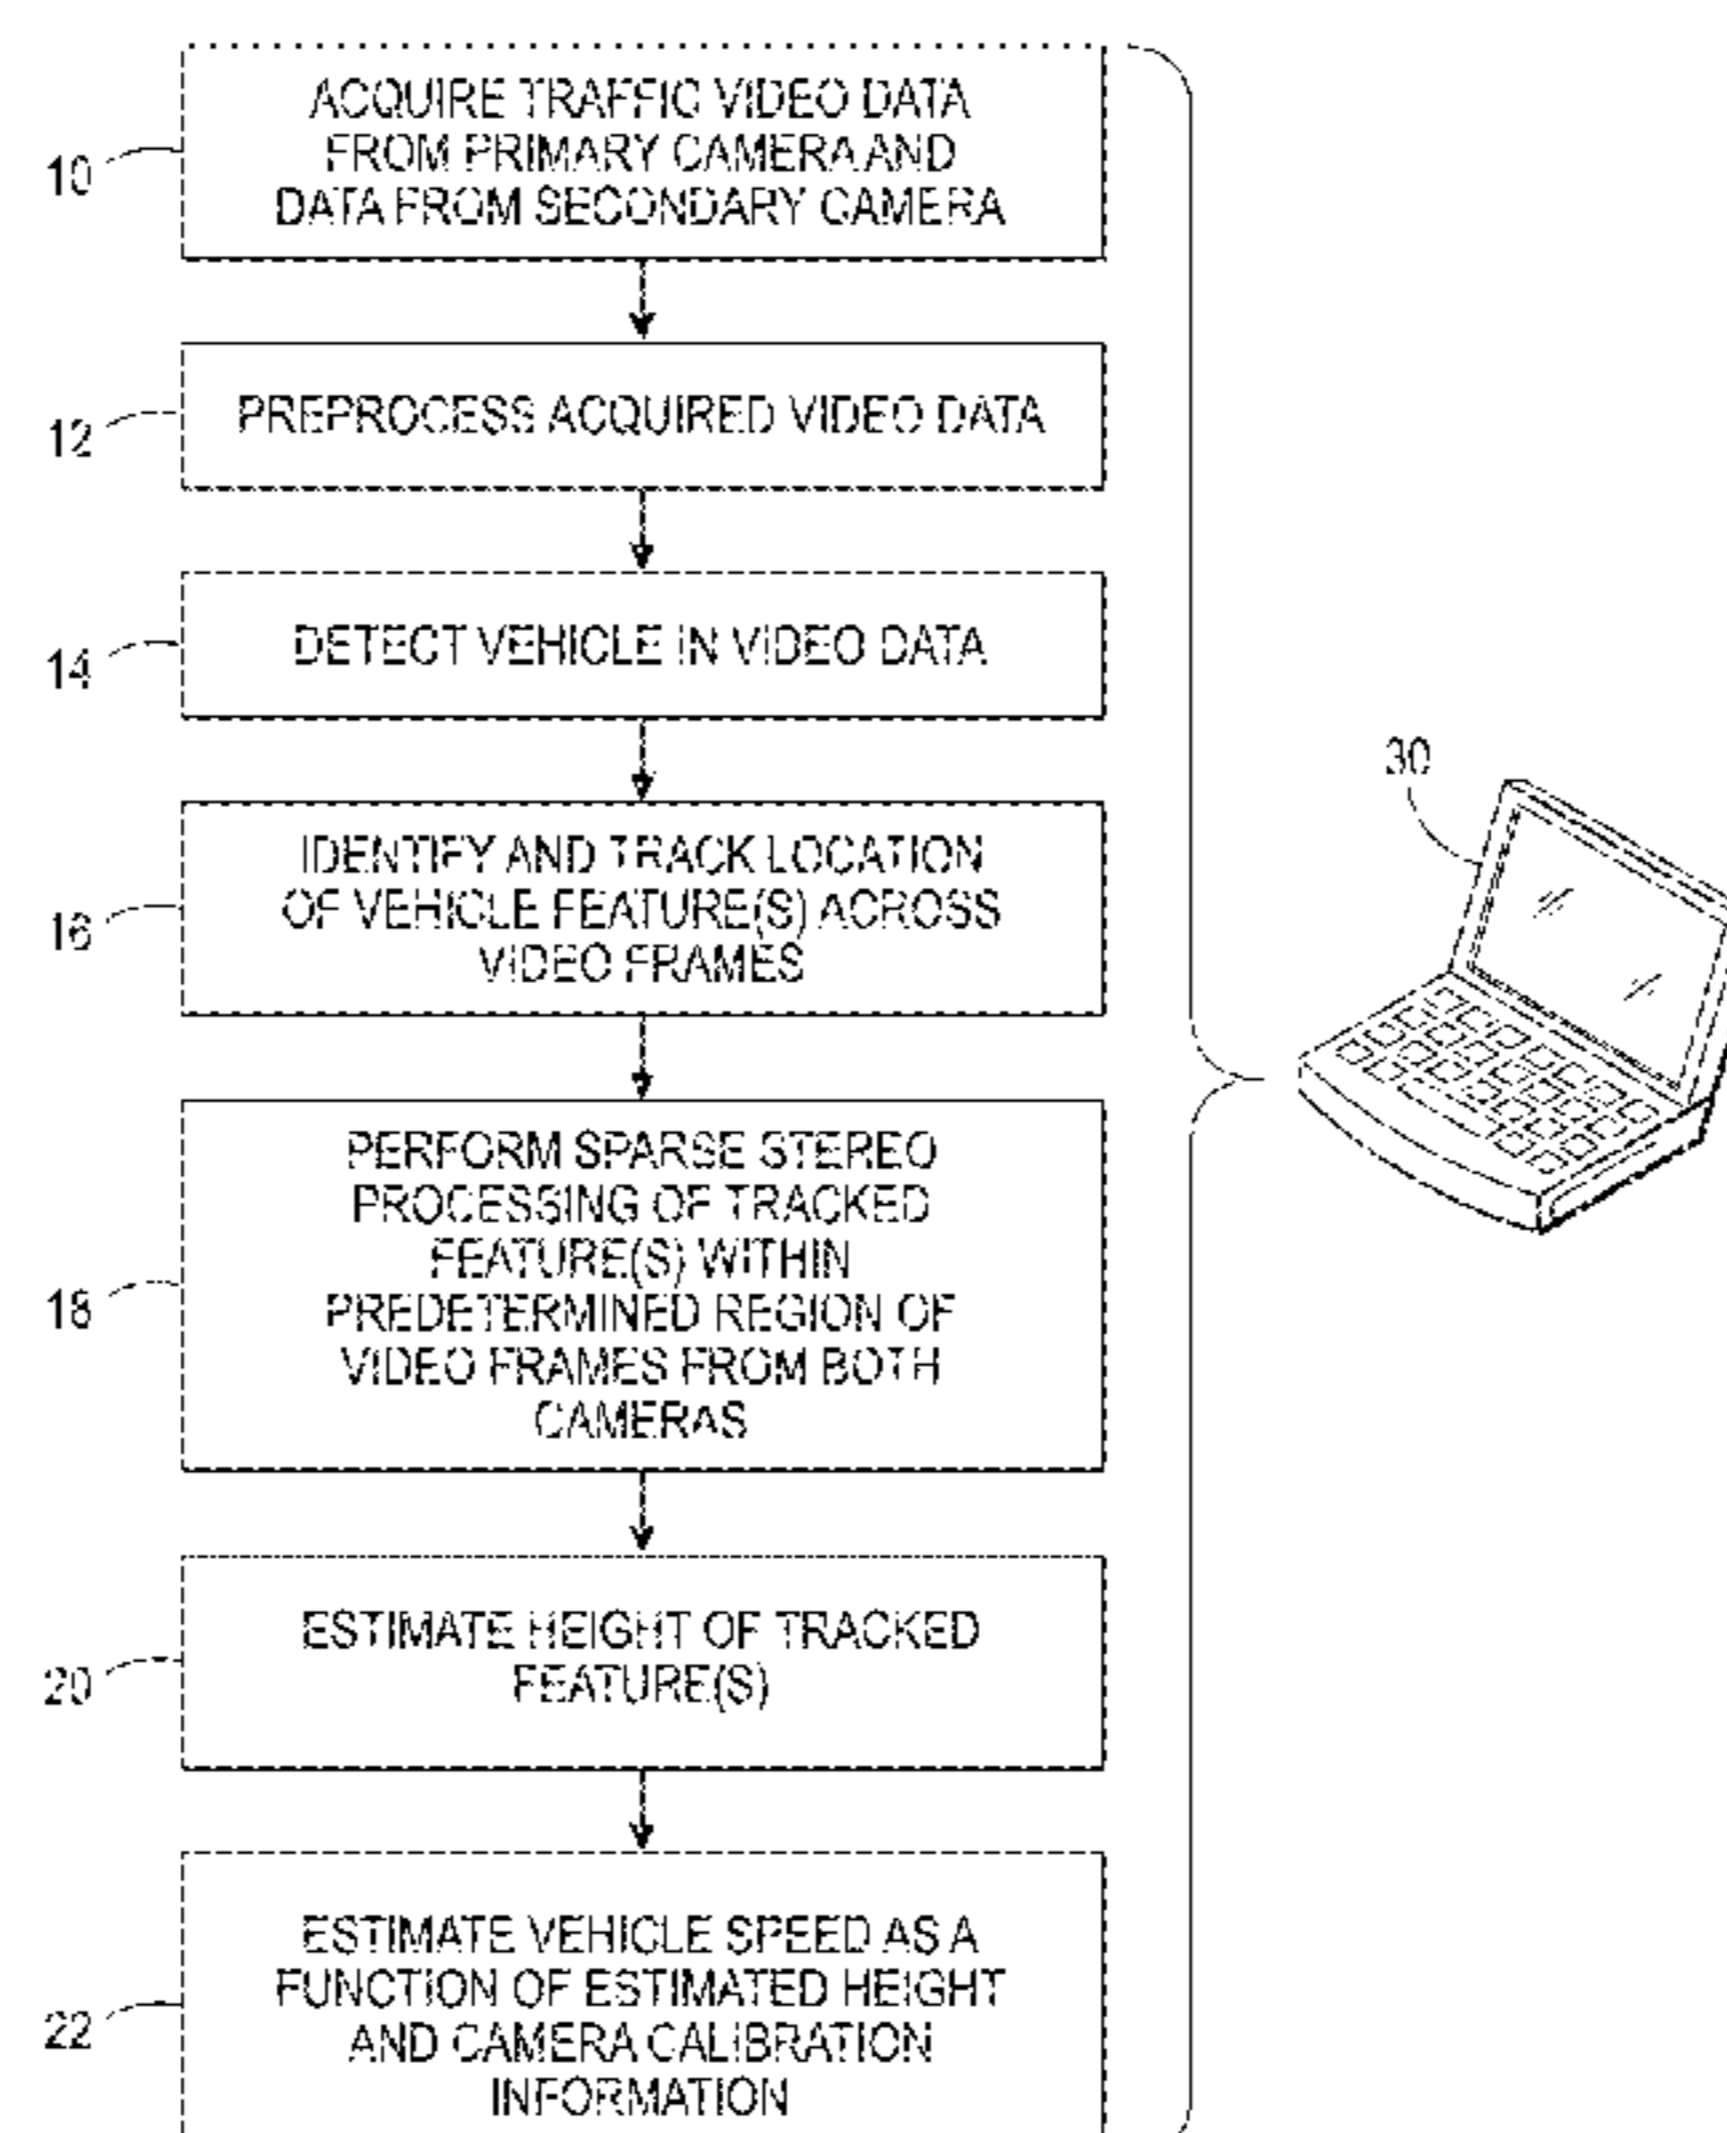 ACQUIRE TRAFFIC VIDEO DATA
FROM PRIMARY CAMERA AND
DATA FROM SECONDARY CAMERA
10
PREPROCESS ACQUIRED VIDEO DATA
12
DETECT VEHICLE IN VIDEO DATA
14
IDENTIFY AND TRACK LOCATION
OF VEHICLE FEATURE(S) ACROSS
VIDEO FRAMES
16
30
PERFORM SPARSE STEREO
PROCESSING OF TRACKED
FEATURE(S) WITHIN
PREDETERMINED REGION OF
VIDEO FRAMES FROM BOTH
CAMERAS
18
ESTIMATE HEIGHT OF TRACKED
FEATURE(S)
20
ESTIMATE VEHICLE SPEED AS A
FUNCTION OF ESTIMATED HEIGHT
AND CAMERA CALIBRATION
INFORMATION
22